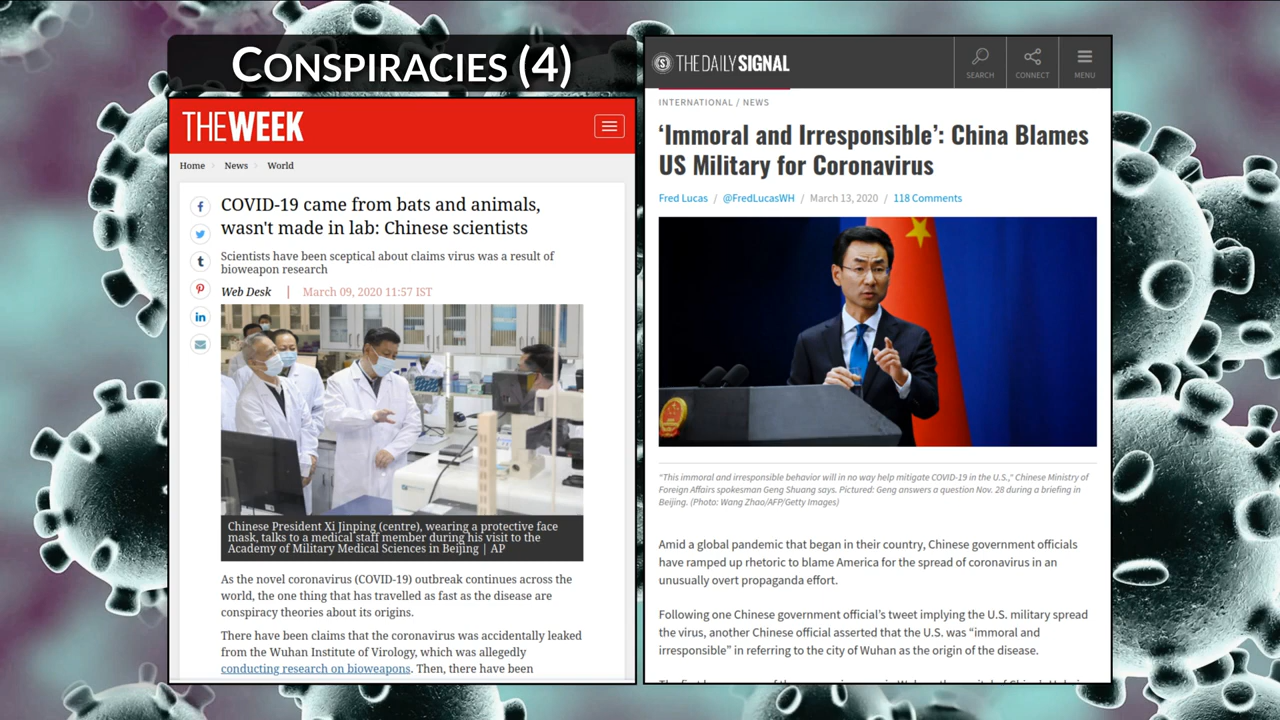 CONSPIRACIES (4)
THEWEEK
Home News World
COVID-19 came from bats and animals,
wasn't made in lab: Chinese scientists
Scientists have been sceptical about claims virus was a result of
bioweapon research
Web Desk | March 09, 2020 11:57 IST
Chinese President Xi Jinping (centre), wearing a protective face
mask, talks to a medical staff member during his visit to the
Academy of Military Medical Sciences in Beijing | AP
As the novel coronavirus (COVID-19) outbreak continues across the
world, the one thing that has travelled as fast as the disease are
conspiracy theories about its origins.
There have been claims that the coronavirus was accidentally leaked
from the Wuhan Institute of Virology, which was allegedly
conducting research on bioweapons. Then, there have been
THE DAILY SIGNAL
SEARCH CONNECT MENU
INTERNATIONAL / NEWS
‘Immoral and Irresponsible’: China Blames
US Military for Coronavirus
Fred Lucas / @FredLucasWH / March 13, 2020 / 118 Comments
"This immoral and irresponsible behavior will in no way help mitigate COVID-19 in the U.S.," Chinese Ministry of
Foreign Affairs spokesman Geng Shuang says. Pictured: Geng answers a question Nov. 28 during a briefing in
Beijing. (Photo: Wang Zhao/AFP/Getty Images)
Amid a global pandemic that began in their country, Chinese government officials
have ramped up rhetoric to blame America for the spread of coronavirus in an
unusually overt propaganda effort.
Following one Chinese government official’s tweet implying the U.S. military spread
the virus, another Chinese official asserted that the U.S. was “immoral and
irresponsible” in referring to the city of Wuhan as the origin of the disease.